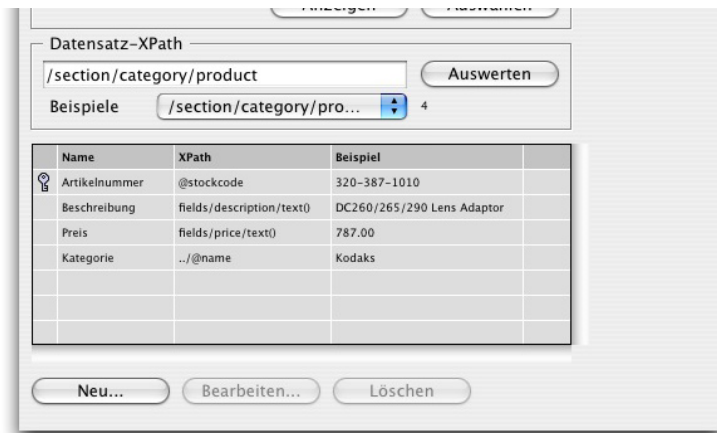 Anzeigen Auswählen
Datensatz-XPath
/section/category/product Auswerten
Beispiele /section/category/pro... 4
Name XPath Beispiel
Artikelnummer @stockcode 320-387-1010
Beschreibung fields/description/text() DC260/265/290 Lens Adaptor
Preis fields/price/text() 787.00
Kategorie ../@name Kodaks
Neu... Bearbeiten... Löschen